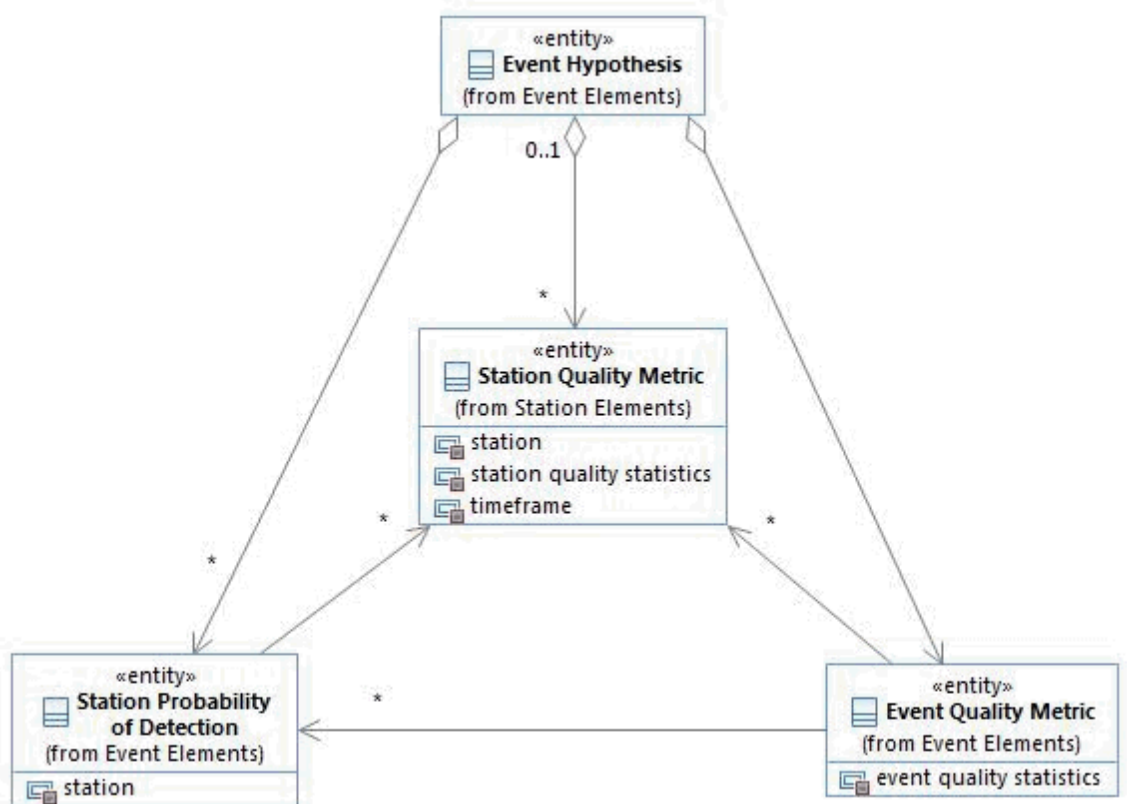 «entity»
Event Hypothesis
(from Event Elements)
0..1
*
«entity»
Station Quality Metric
(from Station Elements)
station
station quality statistics
timeframe
*
*
*
«entity»
Station Probability
of Detection
(from Event Elements)
station
*
«entity»
Event Quality Metric
(from Event Elements)
event quality statistics